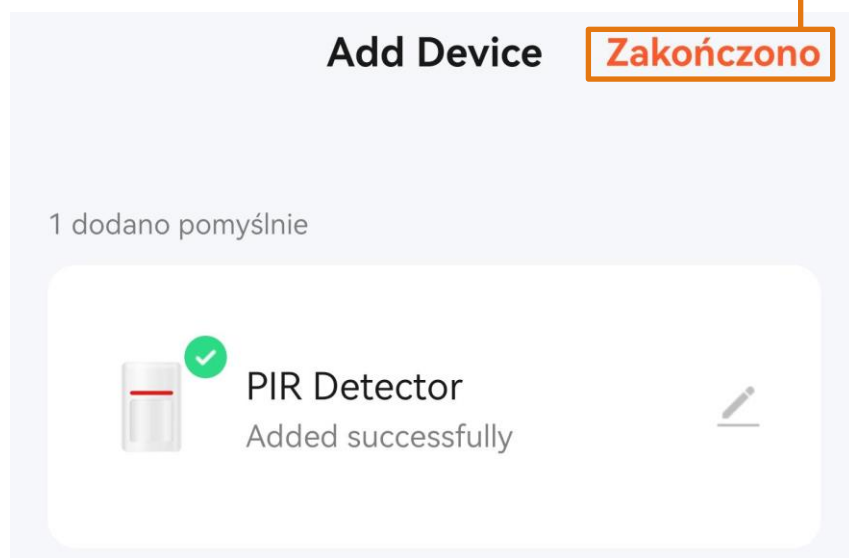 Add Device Zakończono
1 dodano pomyślnie
PIR Detector
Added successfully